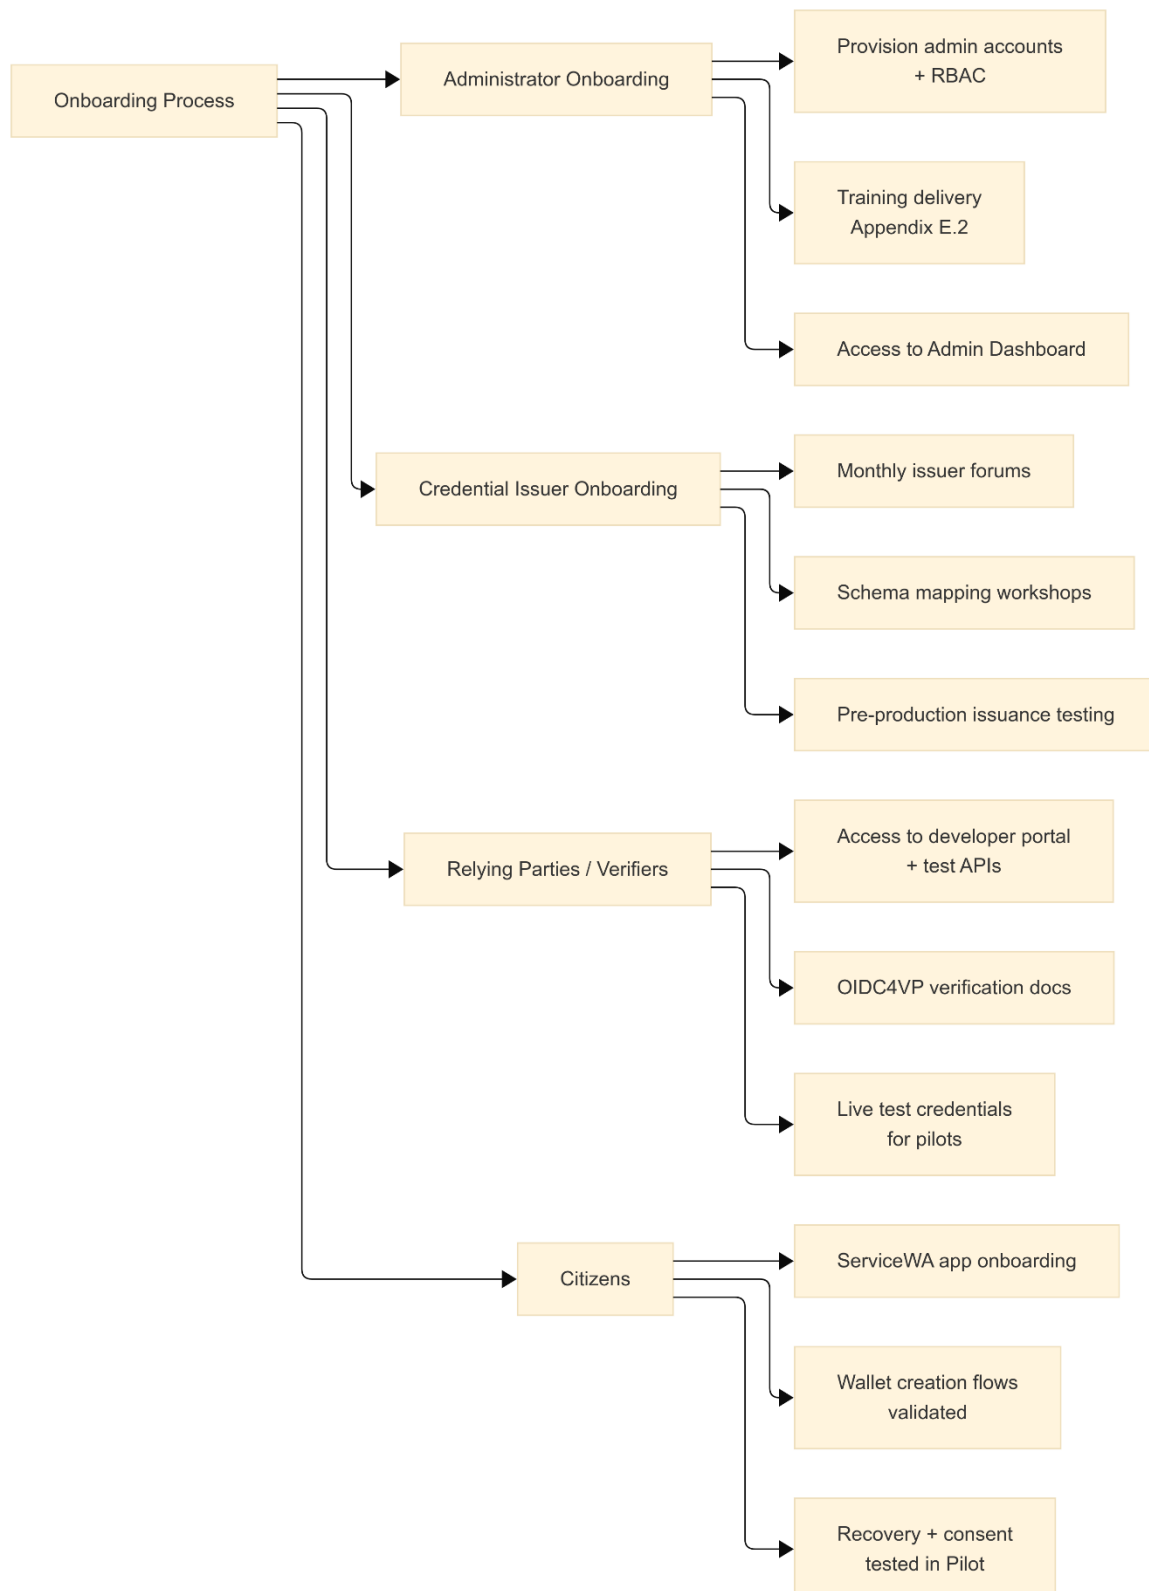 Onboarding Process
Administrator Onboarding
Provision admin accounts
+ RBAC
Training delivery
Appendix E.2
Access to Admin Dashboard
Credential Issuer Onboarding
Monthly issuer forums
Schema mapping workshops
Pre-production issuance testing
Relying Parties / Verifiers
Access to developer portal
+ test APIs
OIDC4VP verification docs
Live test credentials
for pilots
Citizens
ServiceWA app onboarding
Wallet creation flows
validated
Recovery + consent
tested in Pilot